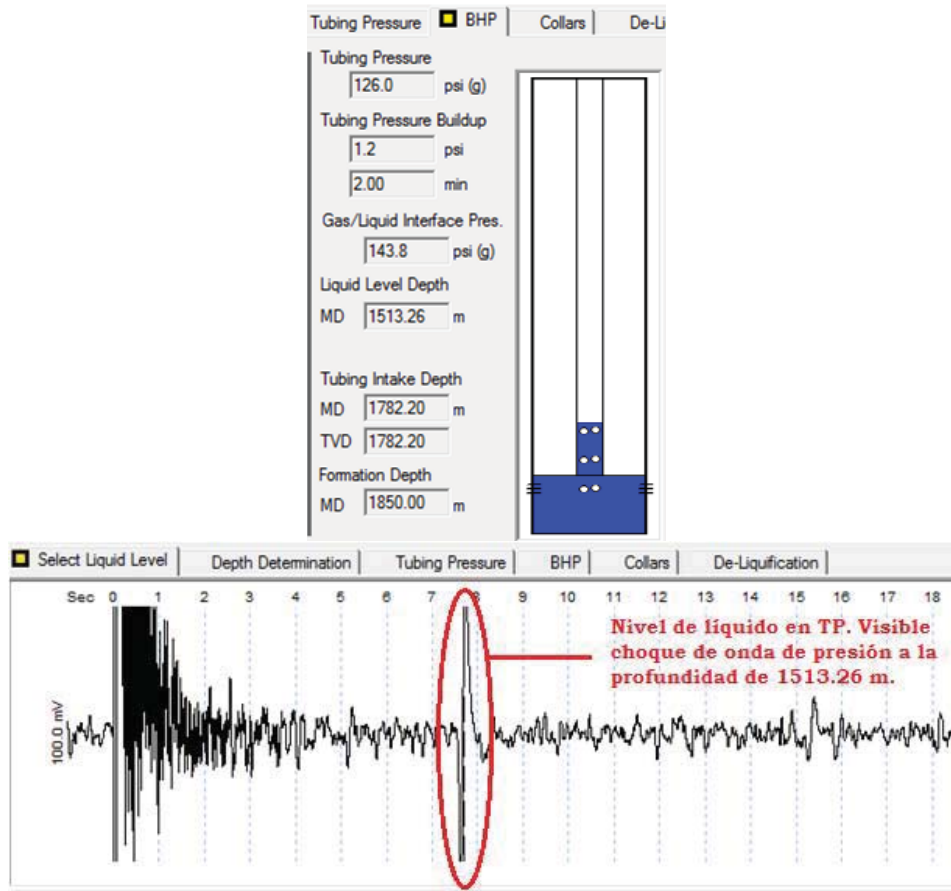 Tubing Pressure BHP Collars De-Li
Tubing Pressure
126.0 psi (g)
Tubing Pressure Buildup
1.2 psi
2.00 min
Gas/Liquid Interface Pres.
143.8 psi (g)
Liquid Level Depth
MD 1513.26 m
Tubing Intake Depth
MD 1782.20 m
TVD 1782.20
Formation Depth
MD 1850.00 m
Select Liquid Level Depth Determination Tubing Pressure BHP Collars De-Liquification
Sec 0 1 2 3 4 5 6 7 8 9 10 11 12 13 14 15 16 17 18
Nivel de líquido en TP. Visible
choque de onda de presión a la
profundidad de 1513.26 m.
100.0 mV